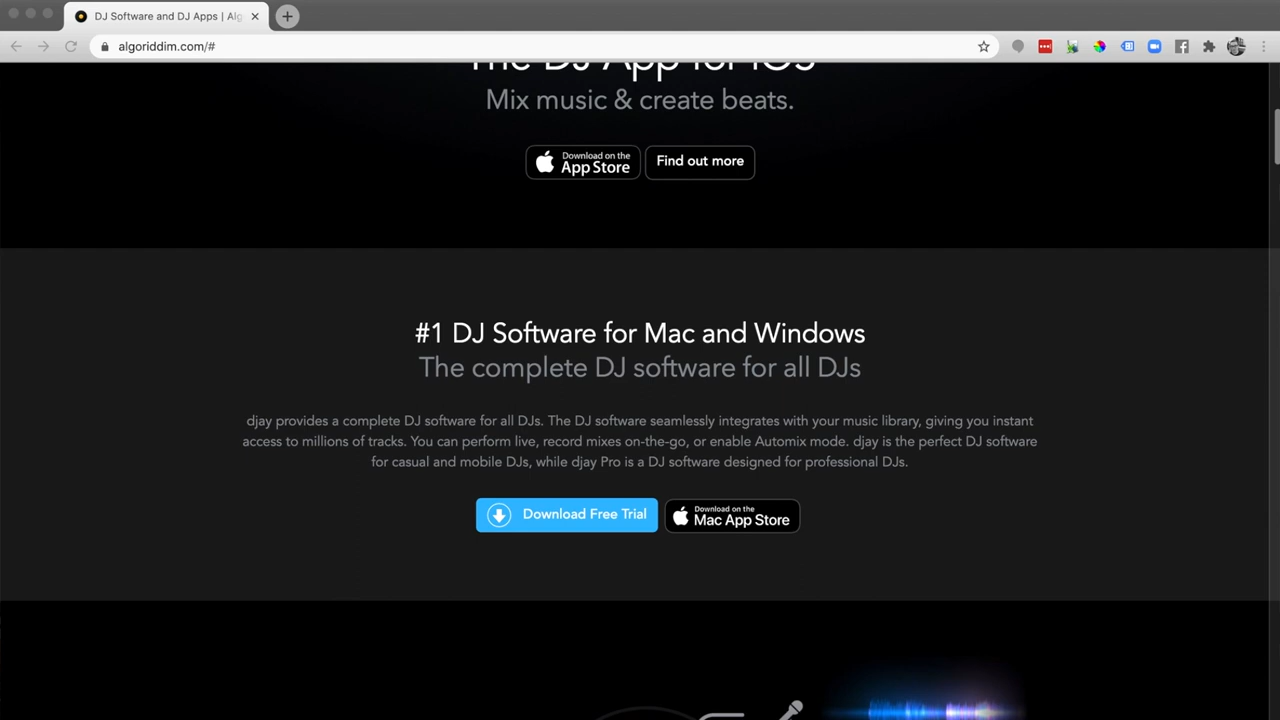 DJ Software and DJ Apps | Alg
algoriddim.com/#
The DJ App for iOS
Mix music & create beats.
Download on the
App Store
Find out more
#1 DJ Software for Mac and Windows
The complete DJ software for all DJs
djay provides a complete DJ software for all DJs. The DJ software seamlessly integrates with your music library, giving you instant
access to millions of tracks. You can perform live, record mixes on-the-go, or enable Automix mode. djay is the perfect DJ software
for casual and mobile DJs, while djay Pro is a DJ software designed for professional DJs.
Download Free Trial
Download on the
Mac App Store